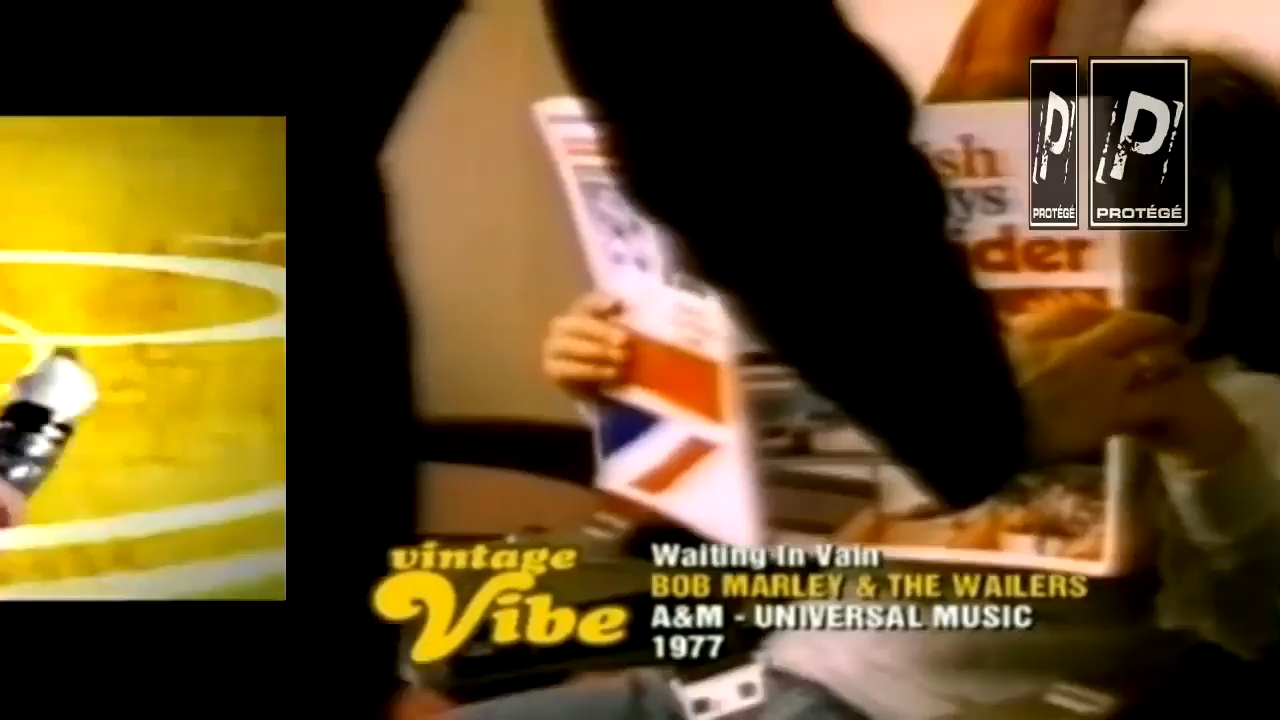 PROTÉGÉ
PROTÉGÉ
vintage
Vibe
Waiting In Vain
BOB MARLEY & THE WAILERS
A&M - UNIVERSAL MUSIC
1977